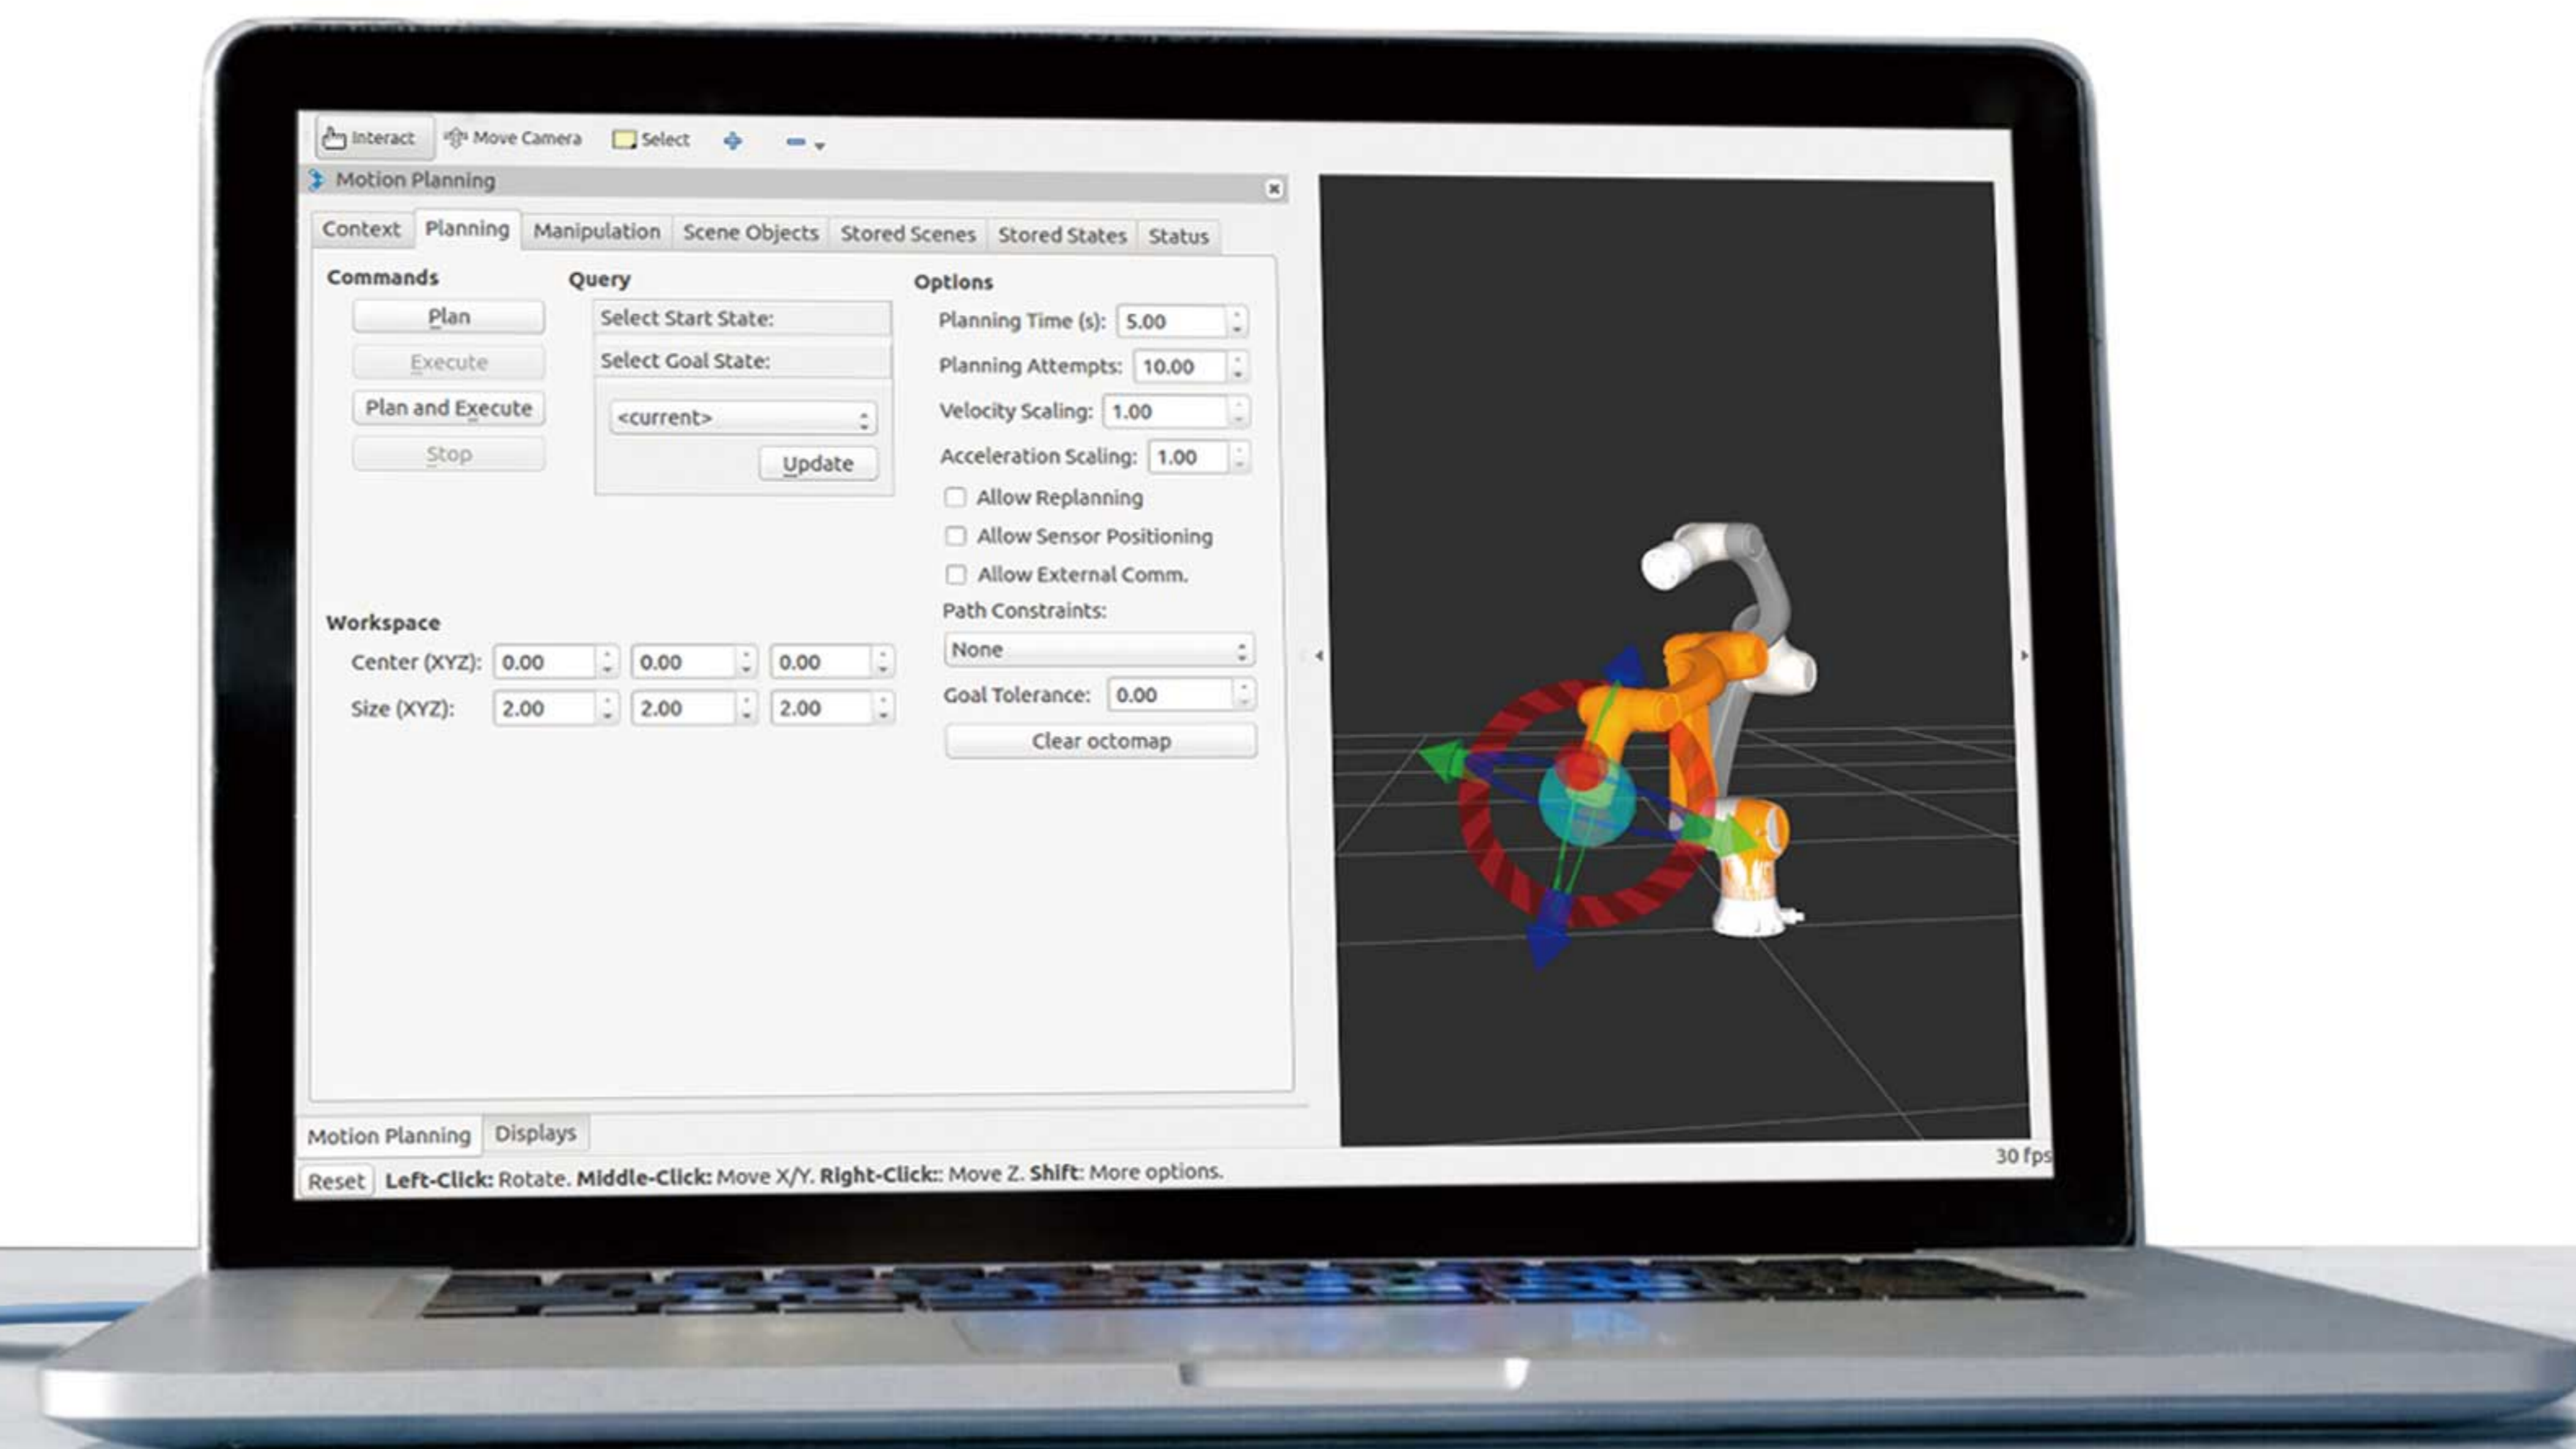 Interact Move Camera Select
Motion Planning
Context Planning Manipulation Scene Objects Stored Scenes Stored States Status
Commands
Plan
Execute
Plan and Execute
Stop
Query
Select Start State:
Select Goal State:
<current>
Update
Options
Planning Time (s): 5.00
Planning Attempts: 10.00
Velocity Scaling: 1.00
Acceleration Scaling: 1.00
Allow Replanning
Allow Sensor Positioning
Allow External Comm.
Path Constraints:
None
Goal Tolerance: 0.00
Clear octomap
Workspace
Center (XYZ): 0.00 0.00 0.00
Size (XYZ): 2.00 2.00 2.00
Motion Planning Displays
Reset Left-Click: Rotate. Middle-Click: Move X/Y. Right-Click:: Move Z. Shift: More options.
30 fps